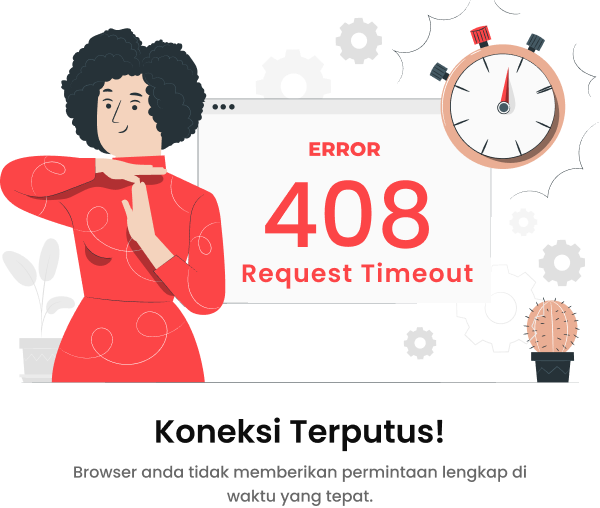 ERROR
408
Request Timeout
Koneksi Terputus!
Browser anda tidak memberikan permintaan lengkap di
waktu yang tepat.